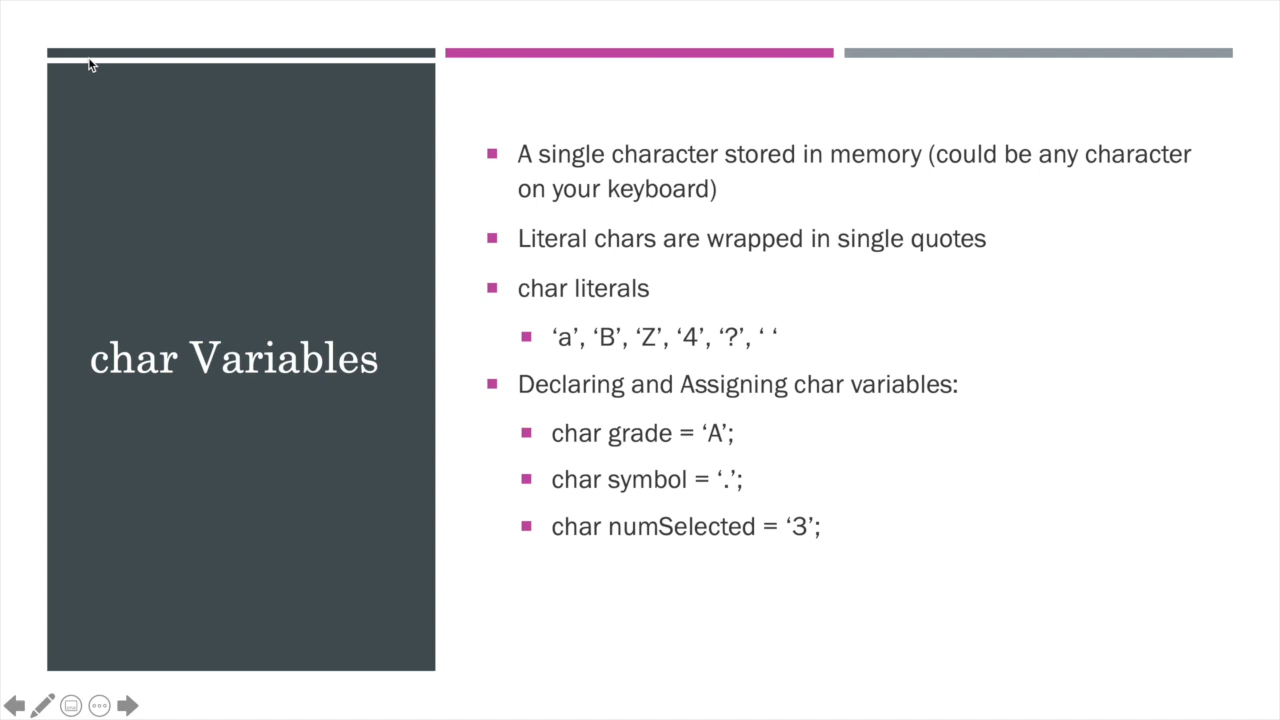 char Variables
A single character stored in memory (could be any character
on your keyboard)
Literal chars are wrapped in single quotes
char literals
‘a’, ‘B’, ‘Z’, ‘4’, ‘?’, ‘ ‘
Declaring and Assigning char variables:
char grade = ‘A’;
char symbol = ‘.’;
char numSelected = ‘3’;